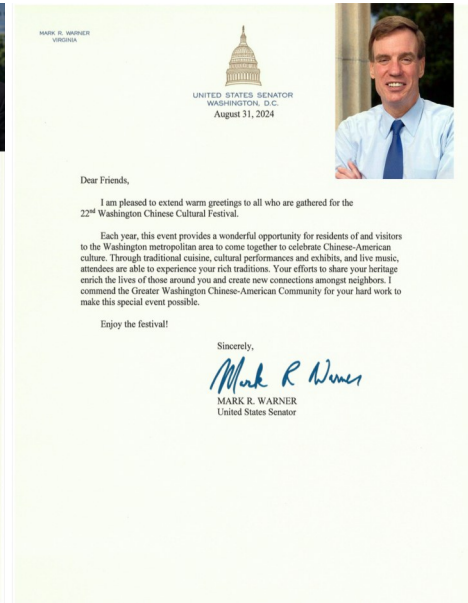 MARK R. WARNER
VIRGINIA
UNITED STATES SENATOR
WASHINGTON, D.C.
August 31, 2024
Dear Friends,
I am pleased to extend warm greetings to all who are gathered for the
22nd Washington Chinese Cultural Festival.
Each year, this event provides a wonderful opportunity for residents of and visitors
to the Washington metropolitan area to come together to celebrate Chinese-American
culture. Through traditional cuisine, cultural performances and exhibits, and live music,
attendees are able to experience your rich traditions. Your efforts to share your heritage
enrich the lives of those around you and create new connections amongst neighbors. I
commend the Greater Washington Chinese-American Community for your hard work to
make this special event possible.
Enjoy the festival!
Sincerely,
Mark R Warner
MARK R. WARNER
United States Senator